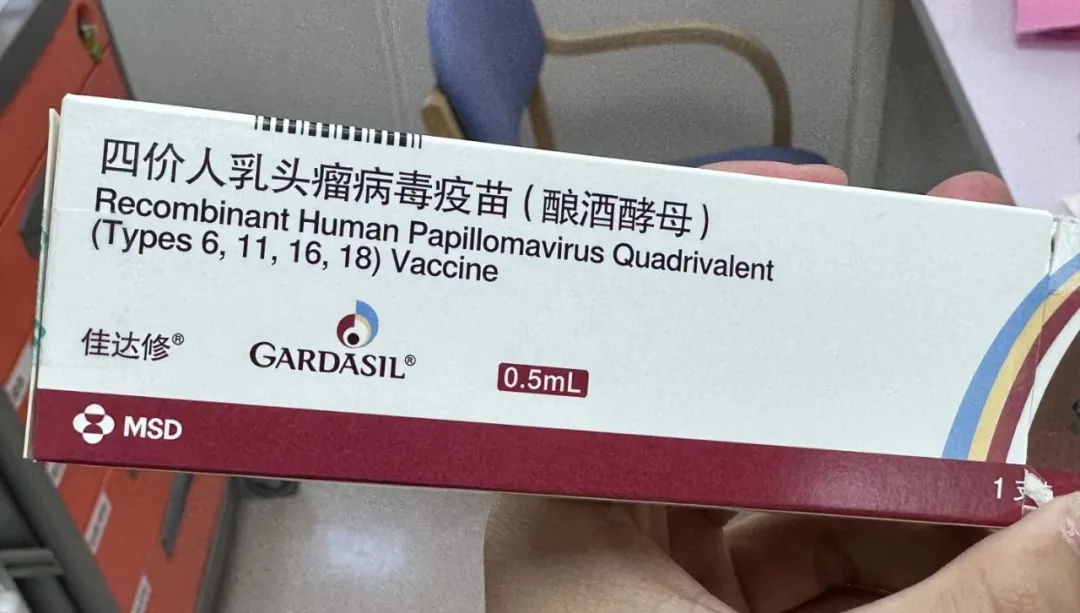 四价人乳头瘤病毒疫苗（酿酒酵母）
Recombinant Human Papillomavirus Quadrivalent
(Types 6, 11, 16, 18) Vaccine
佳达修®
GARDASIL®
0.5mL
MSD
1